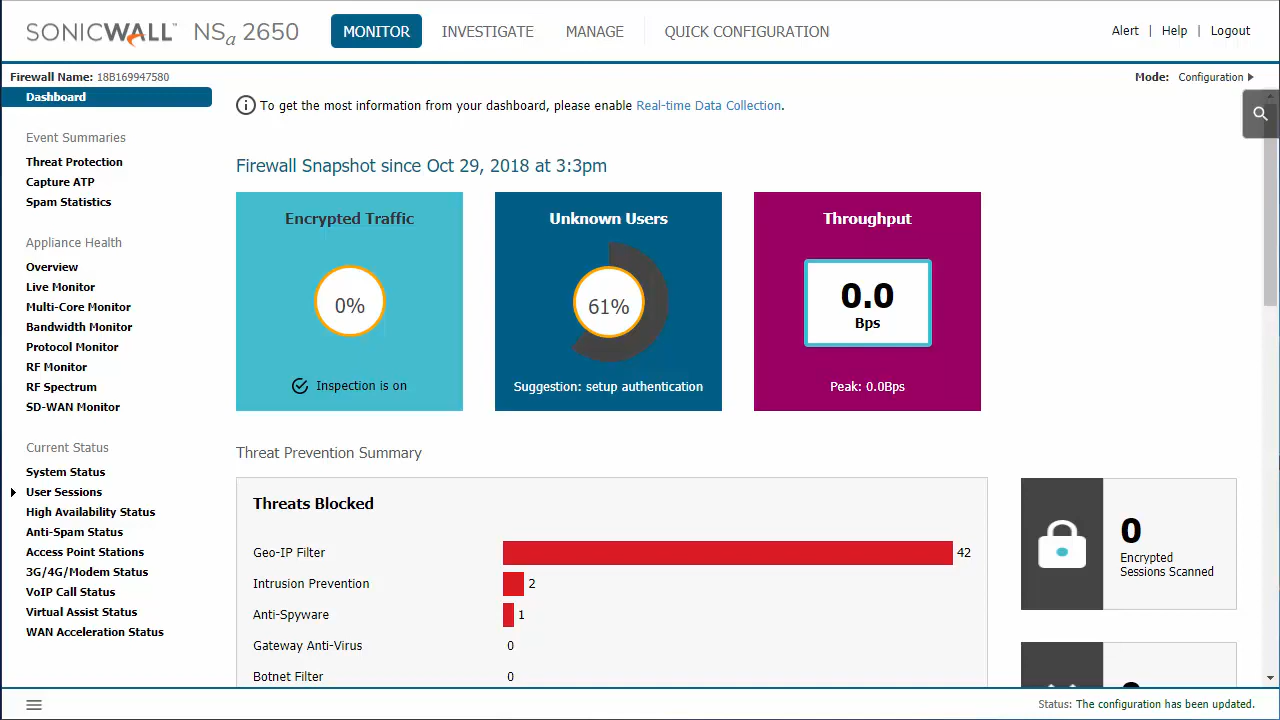 SONICWALL NSa 2650 MONITOR INVESTIGATE MANAGE QUICK CONFIGURATION Alert | Help | Logout
Firewall Name: 18B169947580
Mode: Configuration
Dashboard
Event Summaries
Threat Protection
Capture ATP
Spam Statistics
Appliance Health
Overview
Live Monitor
Multi-Core Monitor
Bandwidth Monitor
Protocol Monitor
RF Monitor
RF Spectrum
SD-WAN Monitor
Current Status
System Status
User Sessions
High Availability Status
Anti-Spam Status
Access Point Stations
3G/4G/Modem Status
VoIP Call Status
Virtual Assist Status
WAN Acceleration Status
To get the most information from your dashboard, please enable Real-time Data Collection.
Firewall Snapshot since Oct 29, 2018 at 3:3pm
Encrypted Traffic
0%
Inspection is on
Unknown Users
61%
Suggestion: setup authentication
Throughput
0.0
Bps
Peak: 0.0Bps
Threat Prevention Summary
Threats Blocked
Geo-IP Filter 42
Intrusion Prevention 2
Anti-Spyware 1
Gateway Anti-Virus 0
Botnet Filter 0
0
Encrypted
Sessions Scanned
Status: The configuration has been updated.